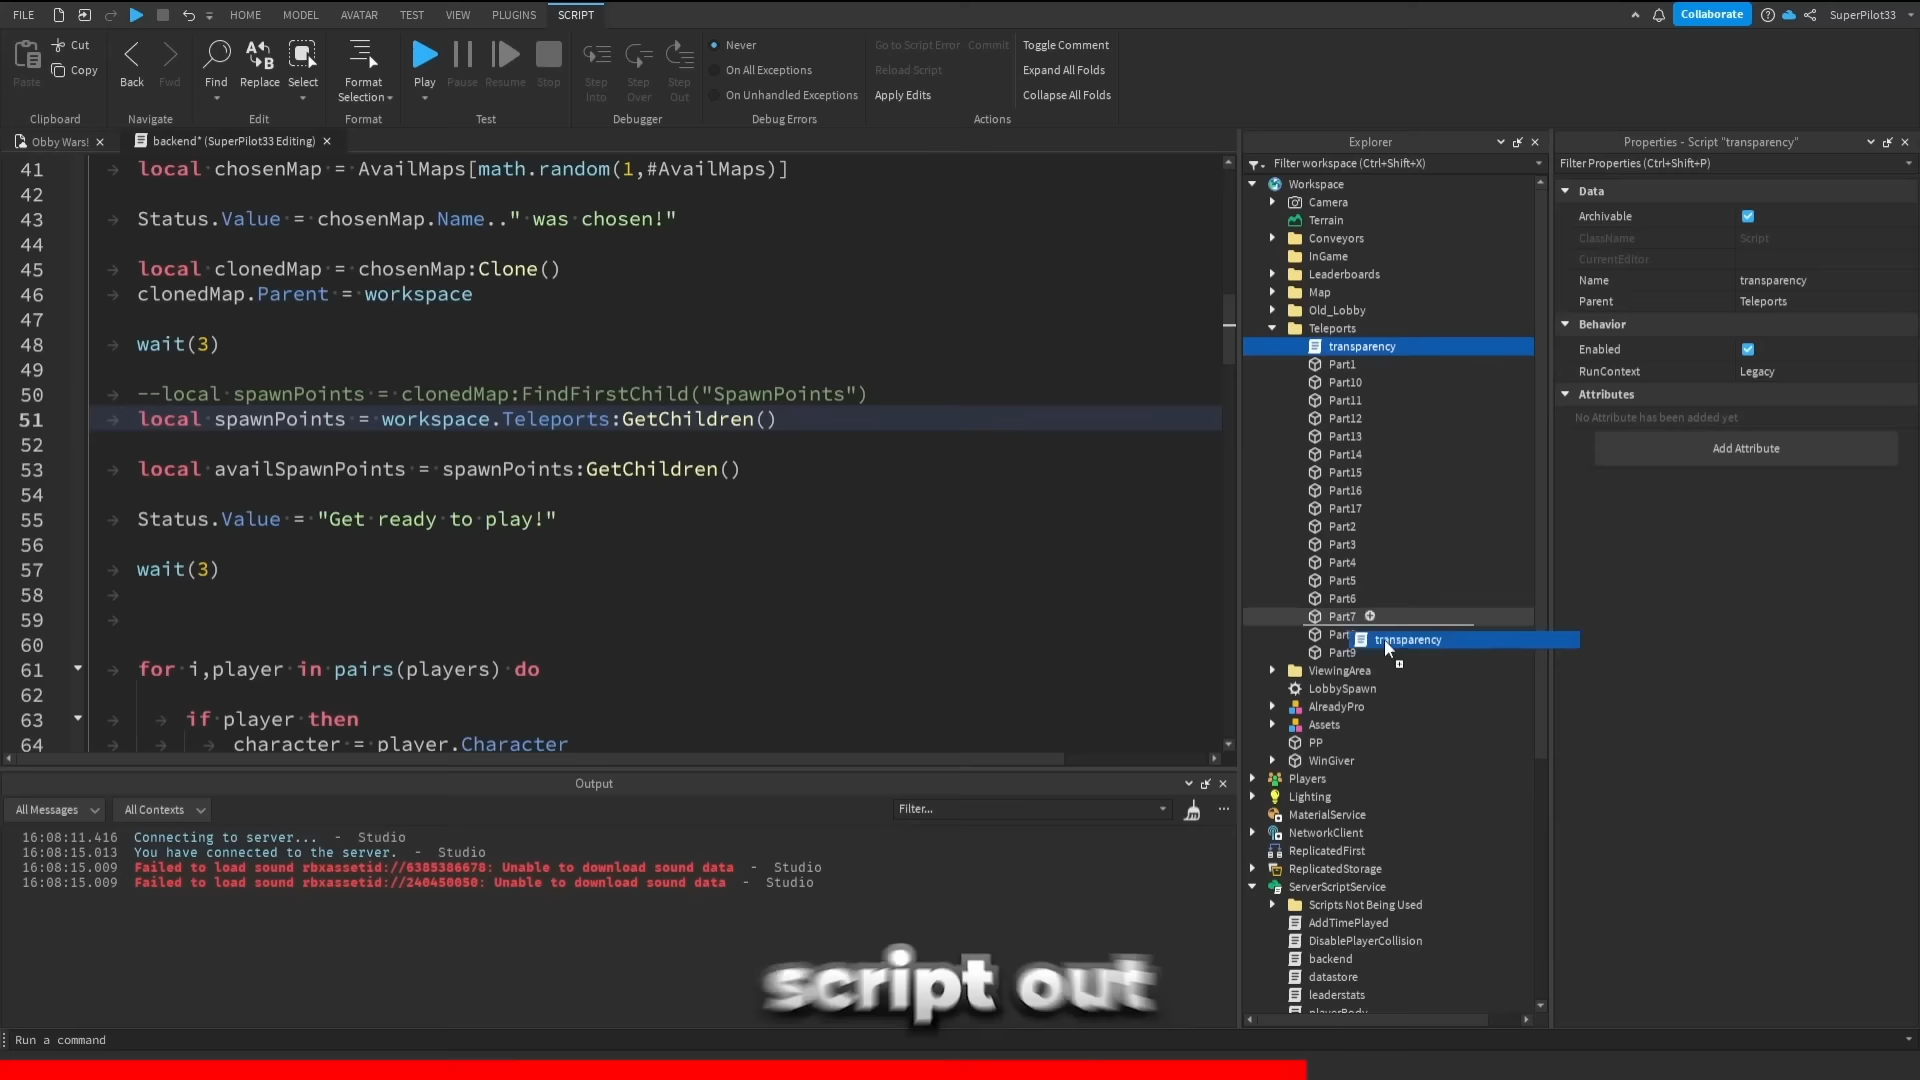 FILE HOME MODEL AVATAR TEST VIEW PLUGINS SCRIPT Collaborate SuperPilot33
Paste Cut Copy
Clipboard
Back Fwd
Navigate
Find Replace Select
Edit
Format Selection
Format
Play Pause Resume Stop
Test
Step Into Step Over Step Out
Debugger
Never
On All Exceptions
On Unhandled Exceptions
Debug Errors
Go to Script Error Commit
Reload Script
Apply Edits
Toggle Comment
Expand All Folds
Collapse All Folds
Actions
Obby Wars! backend* (SuperPilot33 Editing)
41 local chosenMap = AvailMaps[math.random(1,#AvailMaps)]
42
43 Status.Value = chosenMap.Name.." was chosen!"
44
45 local clonedMap = chosenMap:Clone()
46 clonedMap.Parent = workspace
47
48 wait(3)
49
50 --local spawnPoints = clonedMap:FindFirstChild("SpawnPoints")
51 local spawnPoints = workspace.Teleports:GetChildren()
52
53 local availSpawnPoints = spawnPoints:GetChildren()
54
55 Status.Value = "Get ready to play!"
56
57 wait(3)
58
59
60
61 for i,player in pairs(players) do
62
63 if player then
64 character = player.Character
Output
All Messages All Contexts Filter...
16:08:11.416 Connecting to server... - Studio
16:08:15.013 You have connected to the server. - Studio
16:08:15.009 Failed to load sound rbxassetid://6385386678: Unable to download sound data - Studio
16:08:15.009 Failed to load sound rbxassetid://240450050: Unable to download sound data - Studio
script out
Run a command
Explorer
Filter workspace (Ctrl+Shift+X)
Workspace
Camera
Terrain
Conveyors
InGame
Leaderboards
Map
Old_Lobby
Teleports
transparency
Part1
Part10
Part11
Part12
Part13
Part14
Part15
Part16
Part17
Part2
Part3
Part4
Part5
Part6
Part7
transparency
Part9
ViewingArea
LobbySpawn
AlreadyPro
Assets
PP
WinGiver
Players
Lighting
MaterialService
NetworkClient
ReplicatedFirst
ReplicatedStorage
ServerScriptService
Scripts Not Being Used
AddTimePlayed
DisablePlayerCollision
backend
datastore
leaderstats
Properties - Script "transparency"
Filter Properties (Ctrl+Shift+P)
Data
Archivable
ClassName Script
CurrentEditor
Name transparency
Parent Teleports
Behavior
Enabled
RunContext Legacy
Attributes
No Attribute has been added yet
Add Attribute